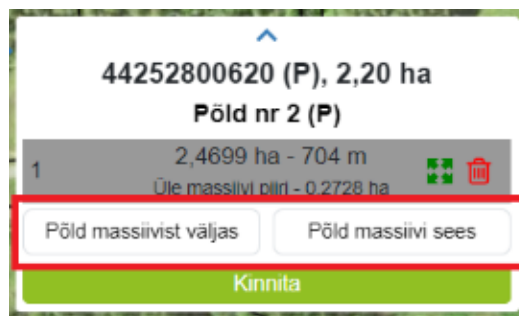 44252800620 (P), 2,20 ha
Põld nr 2 (P)
1
2,4699 ha - 704 m
Üle massiivi piiri - 0,2728 ha
Põld massiivist väljas
Põld massiivi sees
Kinnita